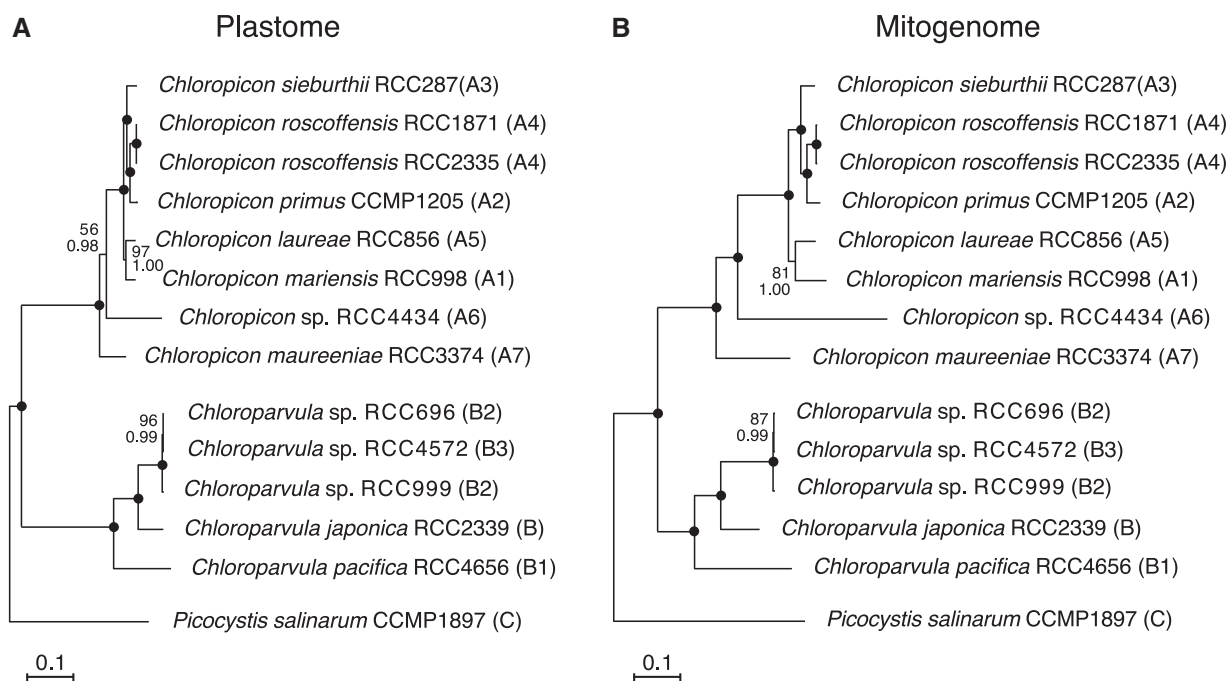 A Plastome
Chloropicon sieburthii RCC287(A3)
Chloropicon roscoffensis RCC1871 (A4)
Chloropicon roscoffensis RCC2335 (A4)
Chloropicon primus CCMP1205 (A2)
56
0.98
Chloropicon laureae RCC856 (A5)
97
1.00
Chloropicon mariensis RCC998 (A1)
Chloropicon sp. RCC4434 (A6)
Chloropicon maureeniae RCC3374 (A7)
Chloroparvula sp. RCC696 (B2)
96
0.99
Chloroparvula sp. RCC4572 (B3)
Chloroparvula sp. RCC999 (B2)
Chloroparvula japonica RCC2339 (B)
Chloroparvula pacifica RCC4656 (B1)
Picocystis salinarum CCMP1897 (C)
0.1
B Mitogenome
Chloropicon sieburthii RCC287(A3)
Chloropicon roscoffensis RCC1871 (A4)
Chloropicon roscoffensis RCC2335 (A4)
Chloropicon primus CCMP1205 (A2)
Chloropicon laureae RCC856 (A5)
81
1.00
Chloropicon mariensis RCC998 (A1)
Chloropicon sp. RCC4434 (A6)
Chloropicon maureeniae RCC3374 (A7)
Chloroparvula sp. RCC696 (B2)
87
0.99
Chloroparvula sp. RCC4572 (B3)
Chloroparvula sp. RCC999 (B2)
Chloroparvula japonica RCC2339 (B)
Chloroparvula pacifica RCC4656 (B1)
Picocystis salinarum CCMP1897 (C)
0.1